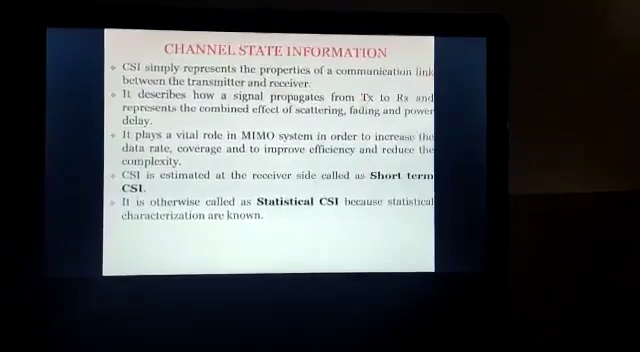 CHANNEL STATE INFORMATION
CSI simply represents the properties of a communication link
between the transmitter and receiver.
It describes how a signal propagates from Tx to Rx and
represents the combined effect of scattering, fading and power
delay.
It plays a vital role in MIMO system in order to increase the
data rate, coverage and to improve efficiency and reduce the
complexity.
CSI is estimated at the receiver side called as Short term
CSI.
It is otherwise called as Statistical CSI because statistical
characterization are known.